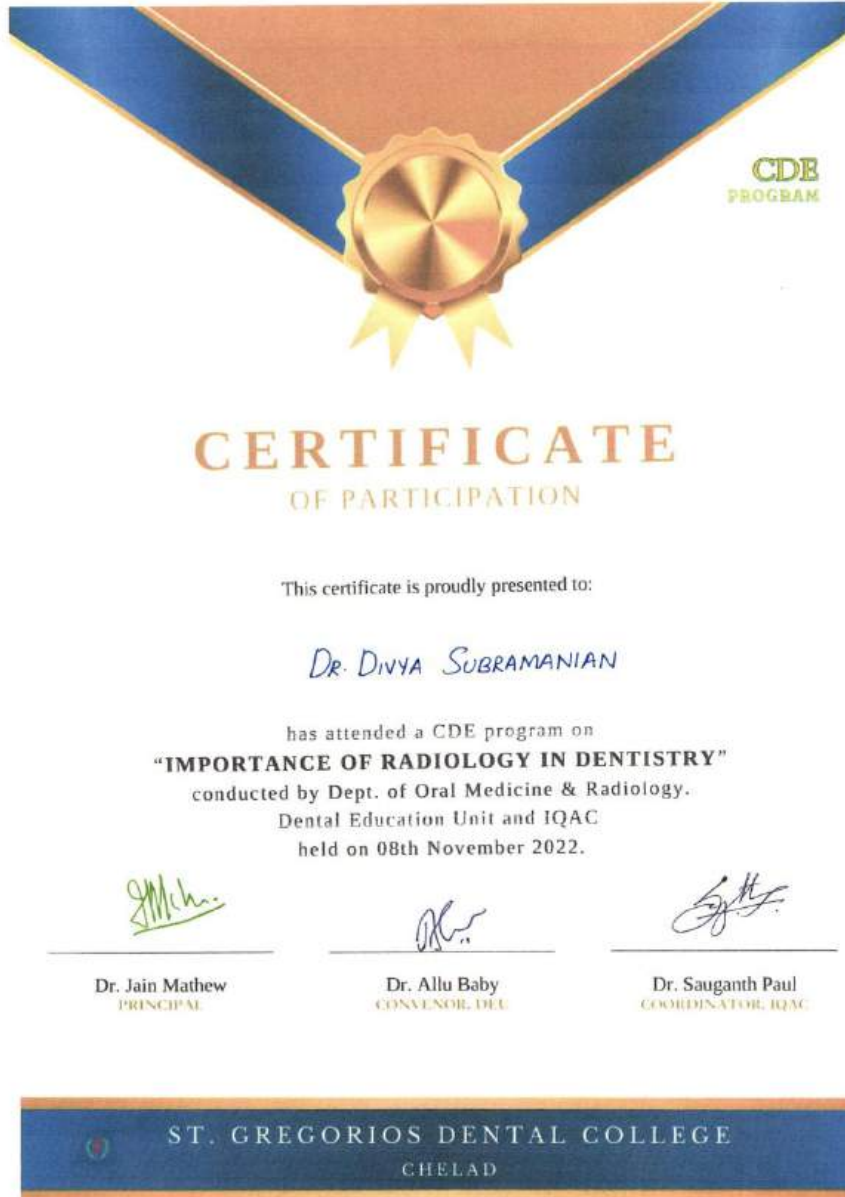 CDE
PROGRAM
CERTIFICATE
OF PARTICIPATION
This certificate is proudly presented to:
DR. DIVYA SUBRAMANIAN
has attended a CDE program on
“IMPORTANCE OF RADIOLOGY IN DENTISTRY”
conducted by Dept. of Oral Medicine & Radiology.
Dental Education Unit and IQAC
held on 08th November 2022.
Dr. Jain Mathew
PRINCIPAL
Dr. Allu Baby
CONVENOR, DEU
Dr. Sauganth Paul
COORDINATOR, IQAC
ST. GREGORIOS DENTAL COLLEGE
CHELAD